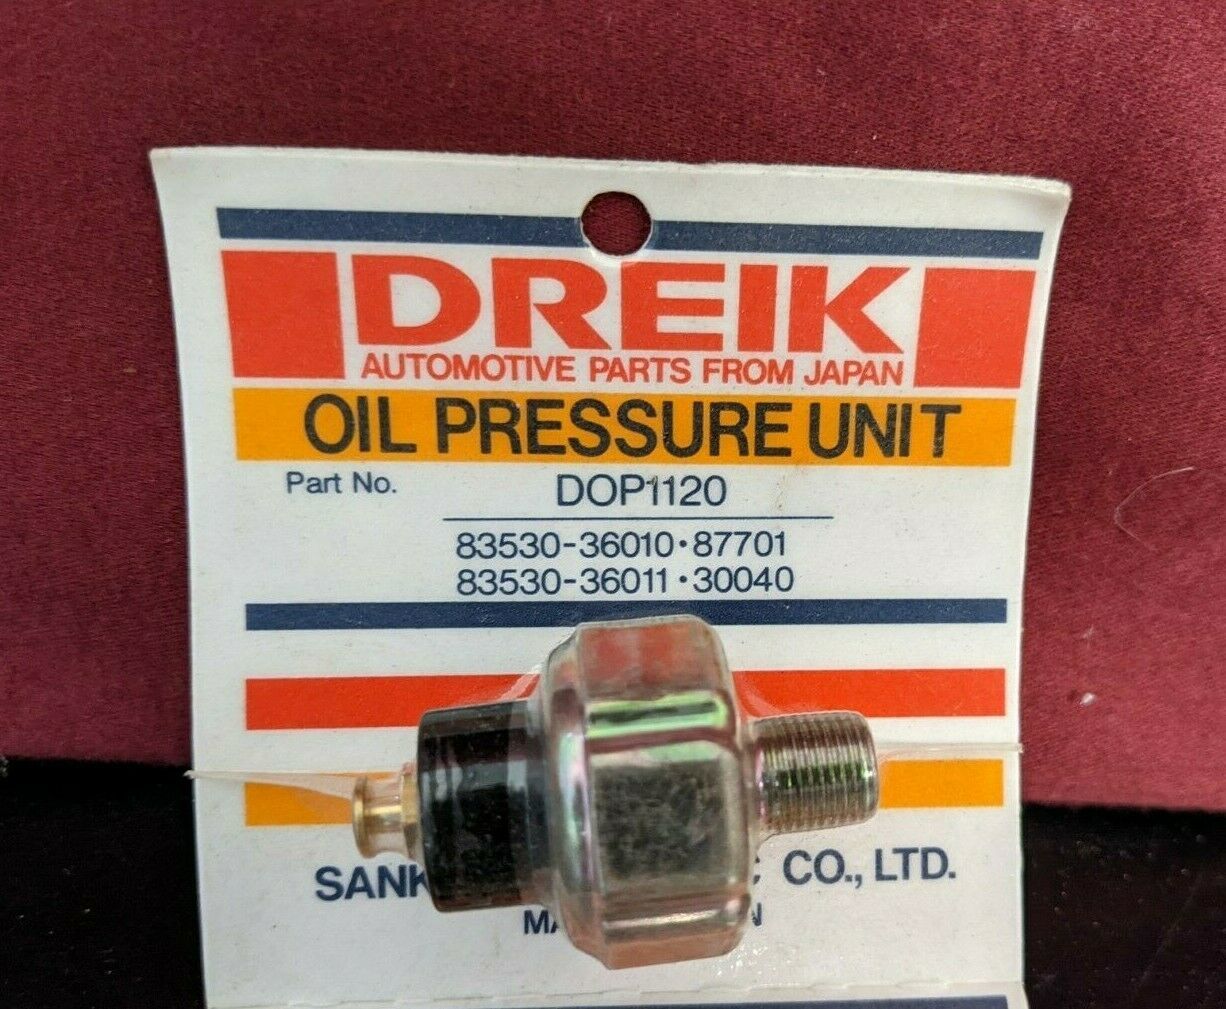 DREIK
AUTOMOTIVE PARTS FROM JAPAN
OIL PRESSURE UNIT
Part No. DOP1120
83530-36010・87701
83530-36011・30040
CO., LTD.